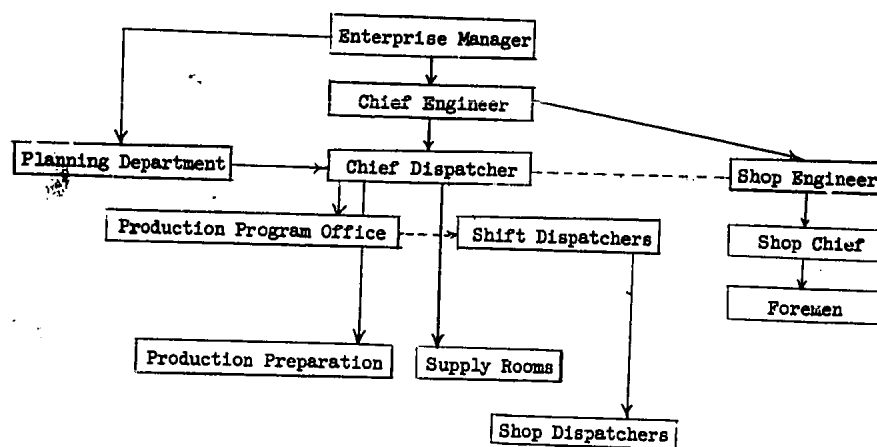 Enterprise Manager
Chief Engineer
Planning Department
Chief Dispatcher
Shop Engineer
Production Program Office
Shift Dispatchers
Shop Chief
Foremen
Production Preparation
Supply Rooms
Shop Dispatchers